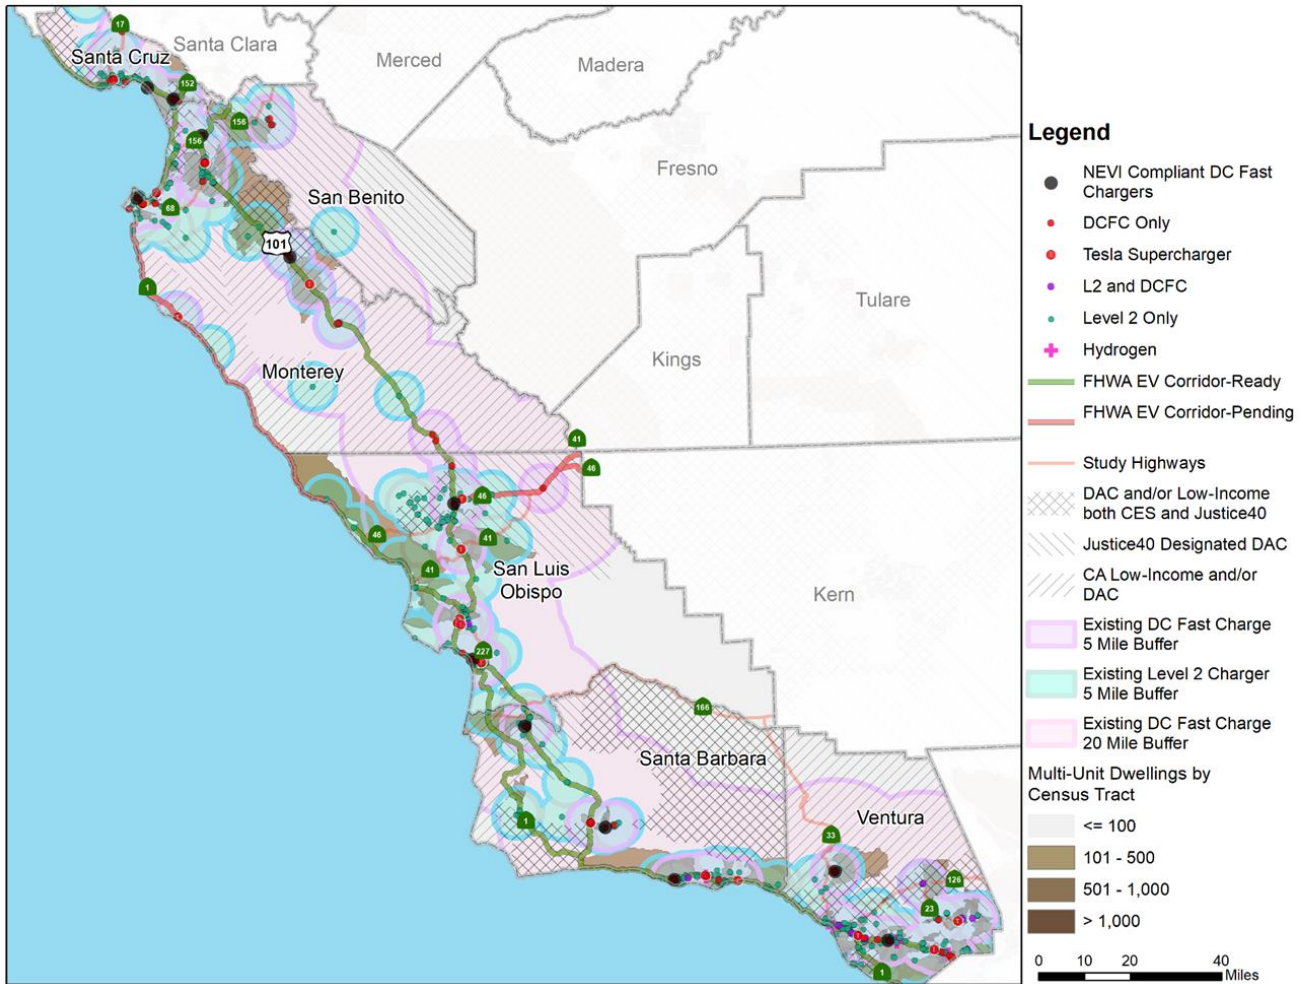 17
Santa Clara
Santa Cruz
Merced
Madera
152
156
156
Fresno
68
San Benito
101
1
Tulare
Kings
Monterey
41
46
46
46
41
41
San Luis
Obispo
Kern
227
166
Santa Barbara
Ventura
1
33
126
23
1
Legend
NEVI Compliant DC Fast
Chargers
DCFC Only
Tesla Supercharger
L2 and DCFC
Level 2 Only
Hydrogen
FHWA EV Corridor-Ready
FHWA EV Corridor-Pending
Study Highways
DAC and/or Low-Income
both CES and Justice40
Justice40 Designated DAC
CA Low-Income and/or
DAC
Existing DC Fast Charge
5 Mile Buffer
Existing Level 2 Charger
5 Mile Buffer
Existing DC Fast Charge
20 Mile Buffer
Multi-Unit Dwellings by
Census Tract
<= 100
101 - 500
501 - 1,000
> 1,000
0 10 20 40
Miles